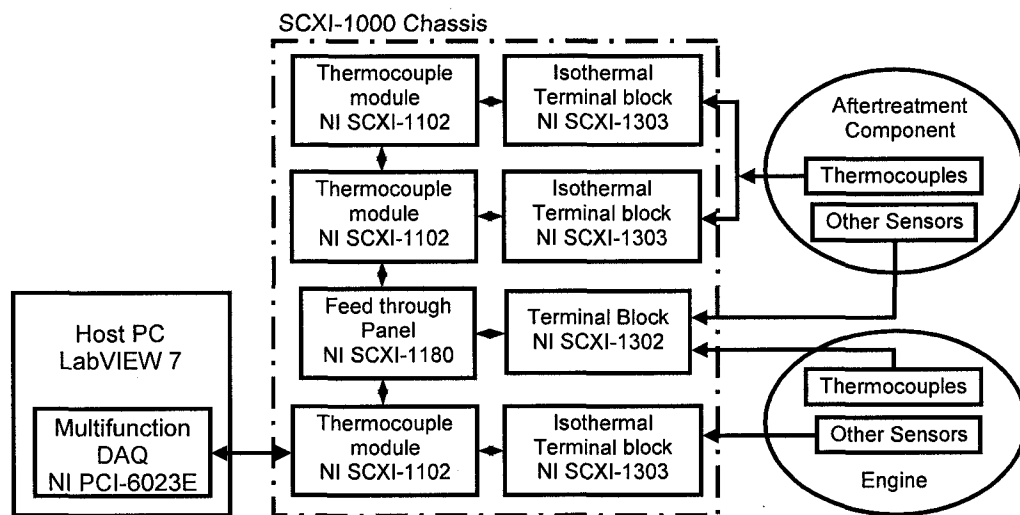 SCXI-1000 Chassis
Thermocouple
module
NI SCXI-1102
Isothermal
Terminal block
NI SCXI-1303
Aftertreatment
Component
Thermocouples
Other Sensors
Thermocouple
module
NI SCXI-1102
Isothermal
Terminal block
NI SCXI-1303
Feed through
Panel
NI SCXI-1180
Terminal Block
NI SCXI-1302
Host PC
LabVIEW 7
Multifunction
DAQ
NI PCI-6023E
Thermocouple
module
NI SCXI-1102
Isothermal
Terminal block
NI SCXI-1303
Thermocouples
Other Sensors
Engine